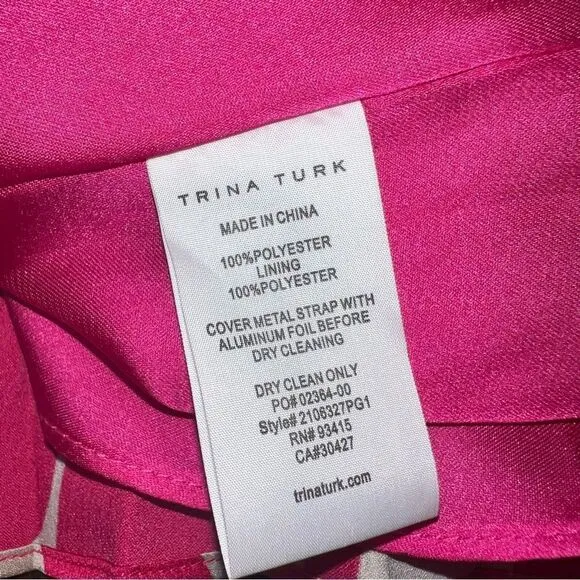 TRINA TURK
MADE IN CHINA
100%POLYESTER
LINING
100%POLYESTER
COVER METAL STRAP WITH
ALUMINUM FOIL BEFORE
DRY CLEANING
DRY CLEAN ONLY
PO# 02364-00
Style# 2106327PG1
RN# 93415
CA#30427
trinaturk.com